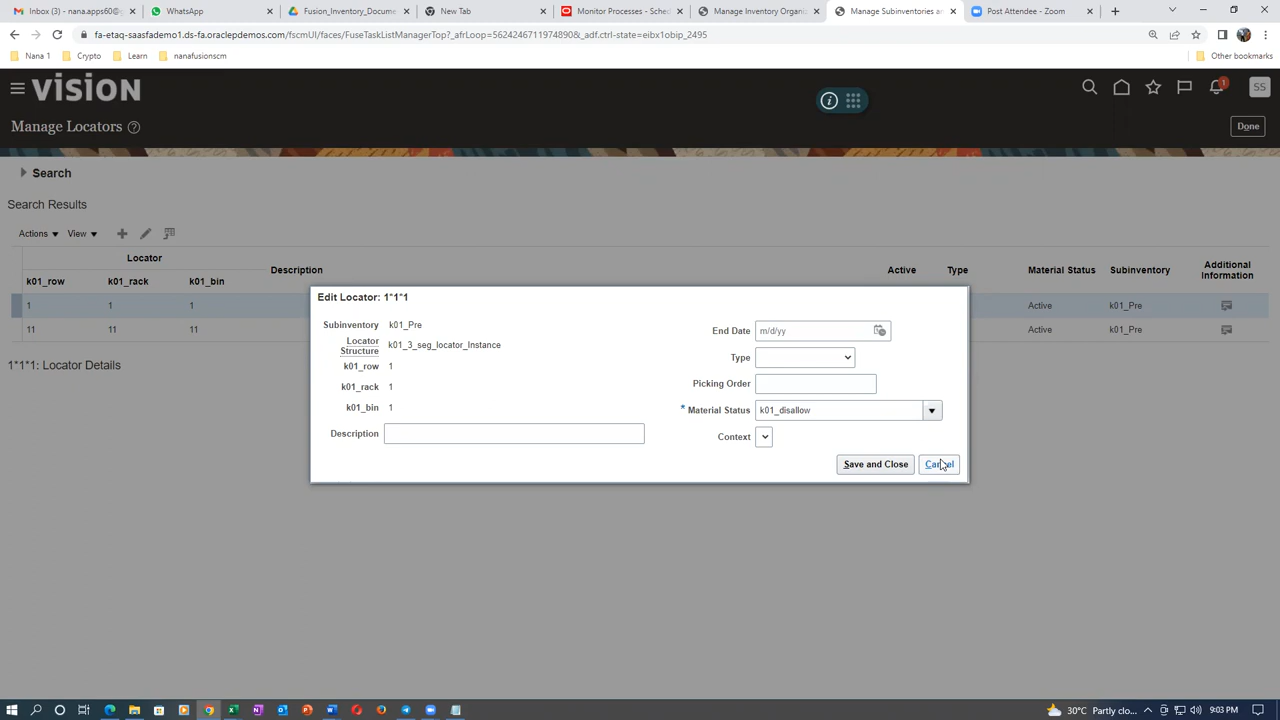 Inbox (3) - nana.apps60@g
WhatsApp
Fusion_Inventory_Docume
New Tab
Monitor Processes - Sched
Manage Inventory Organiz
Manage Subinventories an
Post Attendee - Zoom
fa-etaq-saasfademo1.ds-fa.oraclepdemos.com/fscmUI/faces/FuseTaskListManagerTop?_afrLoop=56242467119748908&_adf.ctrl-state=eibx1obip_2495
Nana 1
Crypto
Learn
nanafusionscm
Other bookmarks
VISION
1
SS
Manage Locators
Done
Search
Search Results
Actions
View
Locator
k01_row
k01_rack
k01_bin
Description
Active
Type
Material Status
Subinventory
Additional
Information
1
1
1
Active
k01_Pre
11
11
11
Active
k01_Pre
1*1*1: Locator Details
Edit Locator: 1*1*1
Subinventory k01_Pre
Locator
Structure
k01_3_seg_locator_Instance
k01_row 1
k01_rack 1
k01_bin 1
Description
End Date m/d/yy
Type
Picking Order
* Material Status k01_disallow
Context
Save and Close
Cancel
30°C Partly clo...
9:03 PM